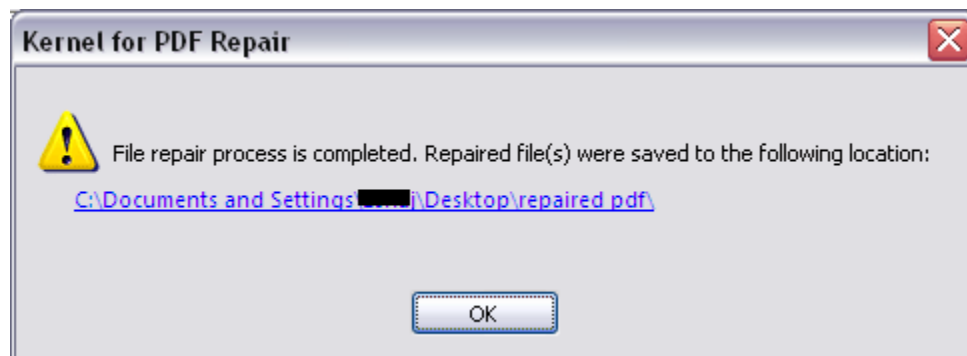 Kernel for PDF Repair
File repair process is completed. Repaired file(s) were saved to the following location:
C:\Documents and Settings\ j\Desktop\repaired pdf\
OK